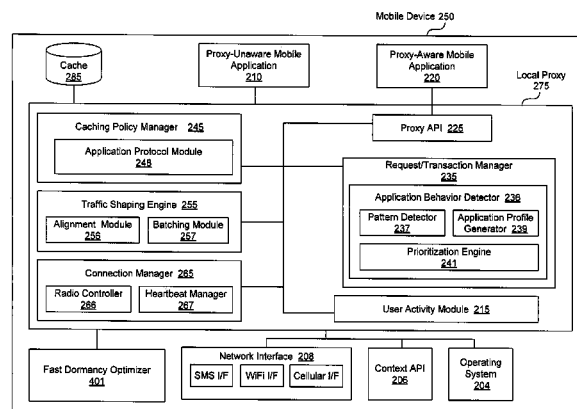 Mobile Device 250
Cache
285
Proxy-Unaware Mobile
Application
210
Proxy-Aware Mobile
Application
220
Local Proxy
275
Caching Policy Manager 245
Application Protocol Module
248
Proxy API 225
Request/Transaction Manager
235
Application Behavior Detector 236
Pattern Detector
237
Application Profile
Generator 239
Prioritization Engine
241
Traffic Shaping Engine 255
Alignment Module
256
Batching Module
257
Connection Manager 265
Radio Controller
266
Heartbeat Manager
267
User Activity Module 215
Fast Dormancy Optimizer
401
Network Interface 208
SMS I/F
WiFi I/F
Cellular I/F
Context API
206
Operating
System
204